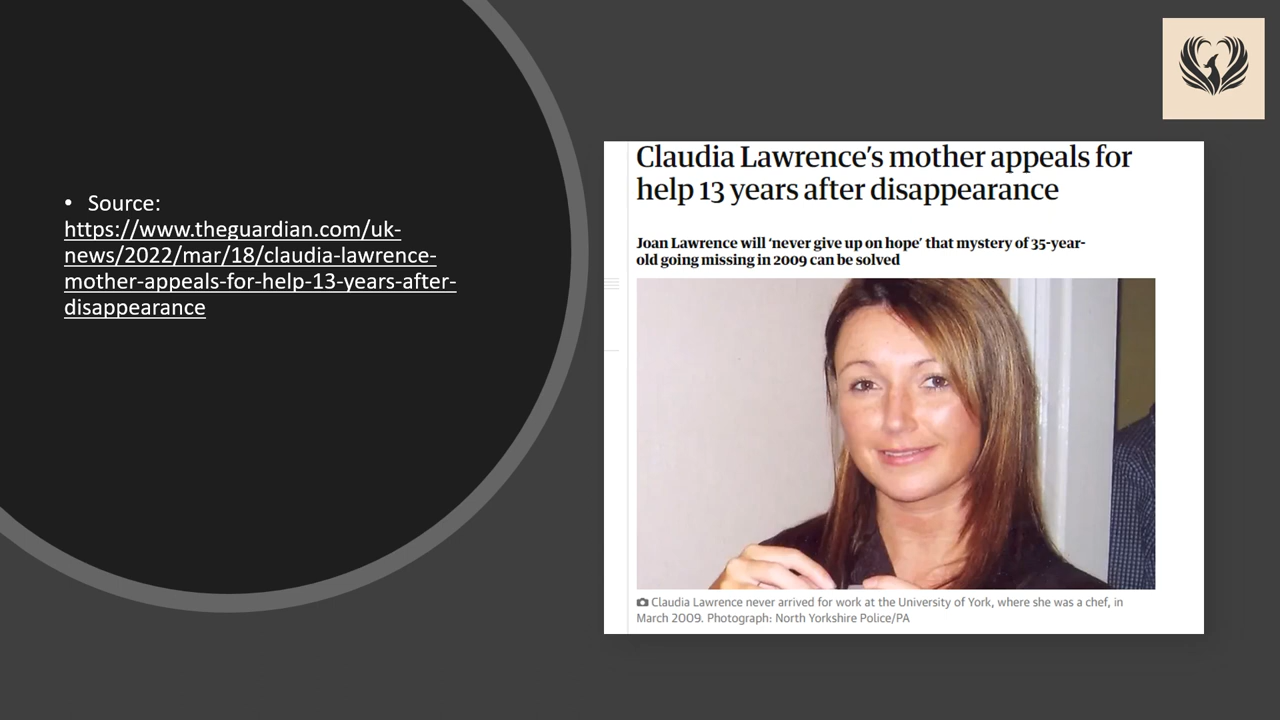 • Source:
https://www.theguardian.com/uk-
news/2022/mar/18/claudia-lawrence-
mother-appeals-for-help-13-years-after-
disappearance
Claudia Lawrence’s mother appeals for
help 13 years after disappearance
Joan Lawrence will ‘never give up on hope’ that mystery of 35-year-
old going missing in 2009 can be solved
Claudia Lawrence never arrived for work at the University of York, where she was a chef, in
March 2009. Photograph: North Yorkshire Police/PA